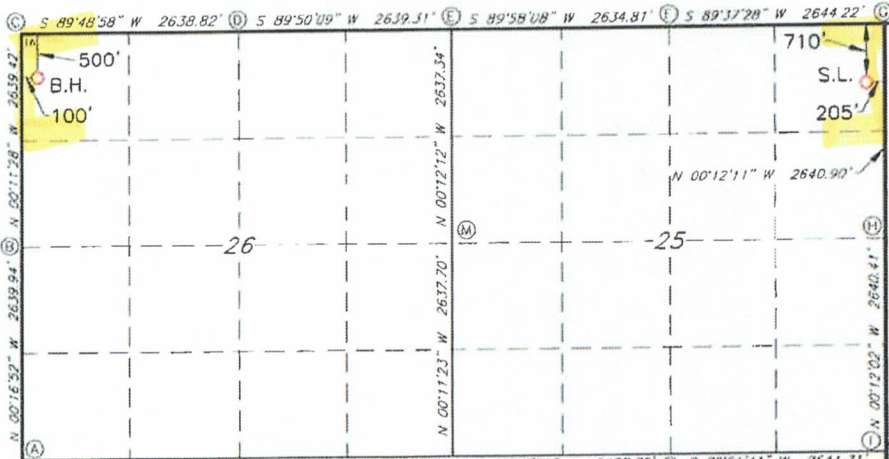 C S 89°48'58" W 2638.82' D S 89°50'09" W 2639.31' E S 89°58'08" W 2634.81' F S 89°37'28" W 2644.22' G
500'
B.H.
100'
710'
S.L.
205'
N 00°11'28" W 2639.42'
N 00°12'12" W 2637.34'
N 00°12'11" W 2640.90'
B
26
M
25
H
N 00°16'52" W 2639.94'
N 00°11'23" W 2637.70'
N 00°12'02" W 2640.41'
A
I
W 2641.31'